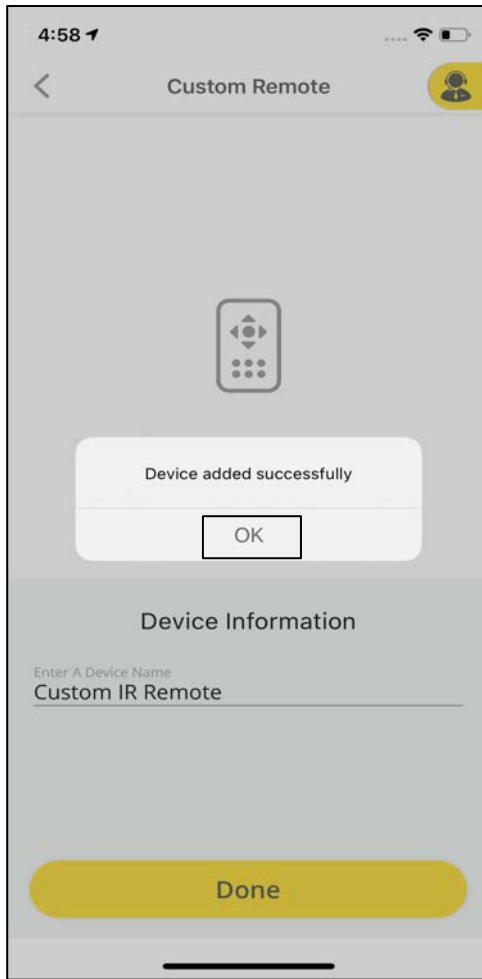 4:58
Custom Remote
Device added successfully
OK
Device Information
Enter A Device Name
Custom IR Remote
Done